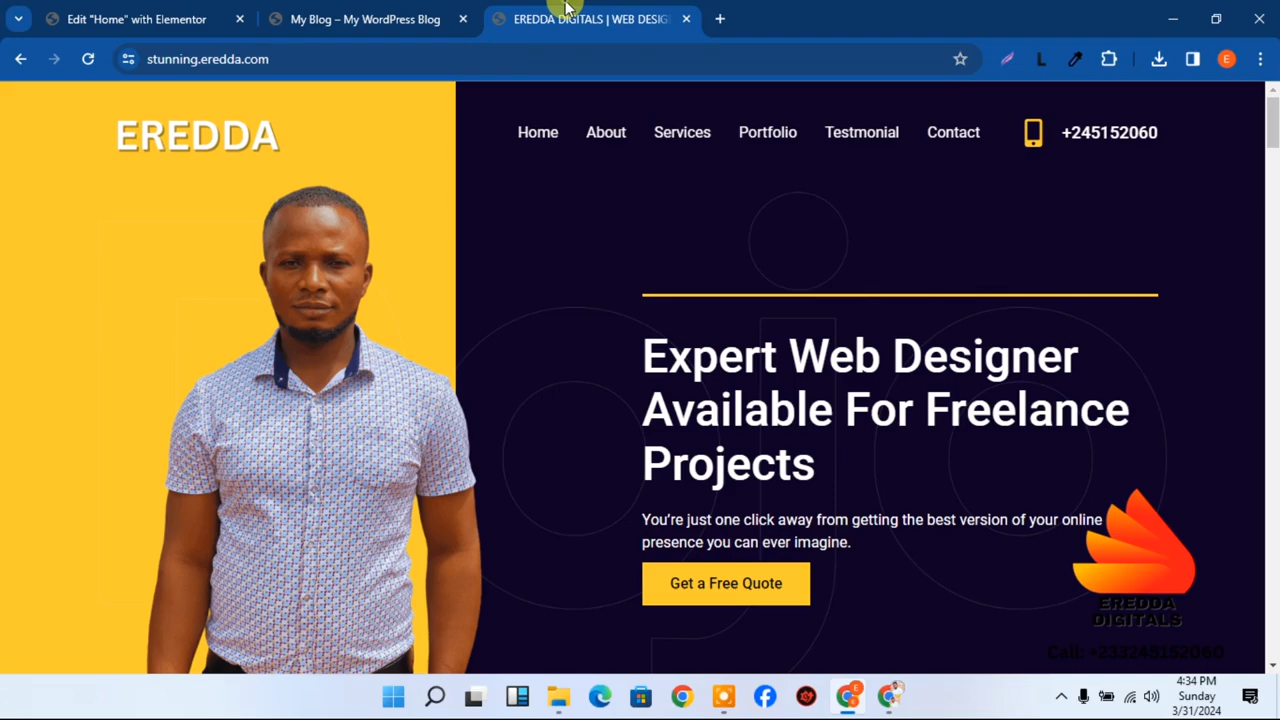 Edit "Home" with Elementor
My Blog – My WordPress Blog
EREDDA DIGITALS | WEB DESIG
stunning.eredda.com
L
E
EREDDA
Home
About
Services
Portfolio
Testmonial
Contact
+245152060
Expert Web Designer
Available For Freelance
Projects
You're just one click away from getting the best version of your online
presence you can ever imagine.
Get a Free Quote
EREDDA
DIGITALS
Call: +233245152060
E
4:34 PM
Sunday
3/31/2024